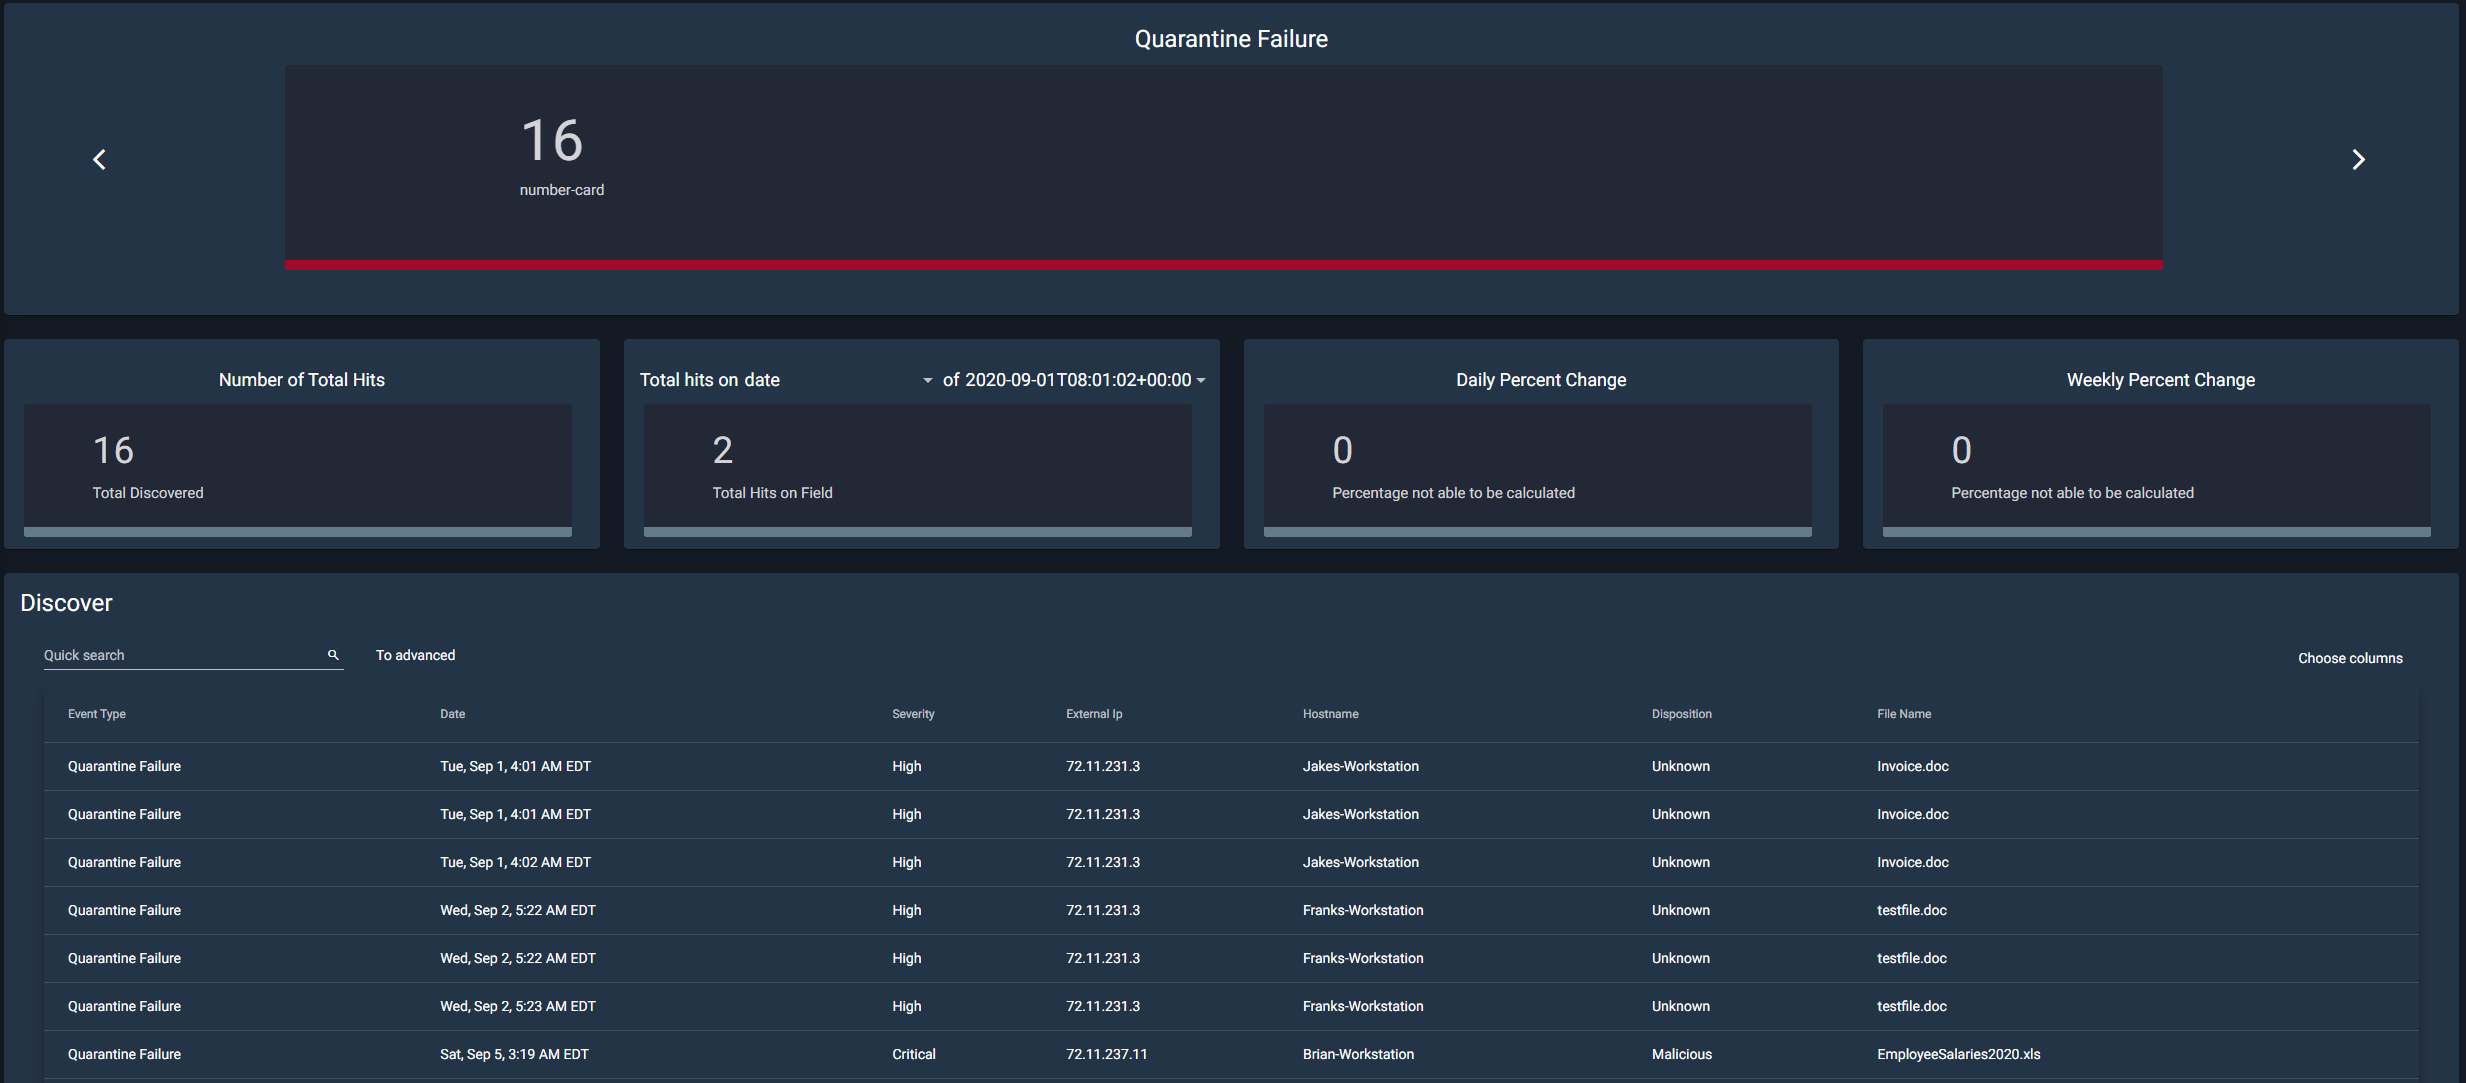 Quarantine Failure
16
number-card
Number of Total Hits
16
Total Discovered
Total hits on date of 2020-09-01T08:01:02+00:00
2
Total Hits on Field
Daily Percent Change
0
Percentage not able to be calculated
Weekly Percent Change
0
Percentage not able to be calculated
Discover
Quick search To advanced Choose columns
Event Type Date Severity External Ip Hostname Disposition File Name
Quarantine Failure Tue, Sep 1, 4:01 AM EDT High 72.11.231.3 Jakes-Workstation Unknown Invoice.doc
Quarantine Failure Tue, Sep 1, 4:01 AM EDT High 72.11.231.3 Jakes-Workstation Unknown Invoice.doc
Quarantine Failure Tue, Sep 1, 4:02 AM EDT High 72.11.231.3 Jakes-Workstation Unknown Invoice.doc
Quarantine Failure Wed, Sep 2, 5:22 AM EDT High 72.11.231.3 Franks-Workstation Unknown testfile.doc
Quarantine Failure Wed, Sep 2, 5:22 AM EDT High 72.11.231.3 Franks-Workstation Unknown testfile.doc
Quarantine Failure Wed, Sep 2, 5:23 AM EDT High 72.11.231.3 Franks-Workstation Unknown testfile.doc
Quarantine Failure Sat, Sep 5, 3:19 AM EDT Critical 72.11.237.11 Brian-Workstation Malicious EmployeeSalaries2020.xls